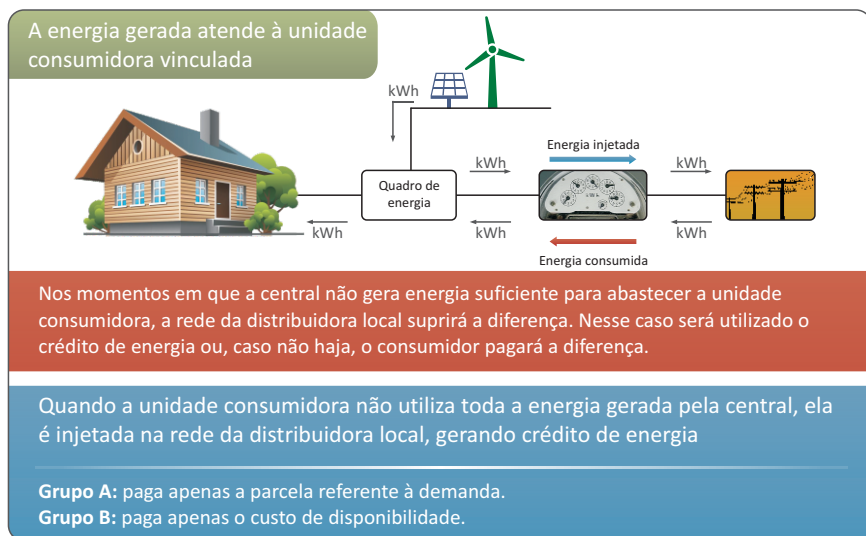 A energia gerada atende à unidade
consumidora vinculada
kWh
kWh
Energia injetada
kWh
Quadro de
energia
kWh
kWh
kWh
Energia consumida
Nos momentos em que a central não gera energia suficiente para abastecer a unidade
consumidora, a rede da distribuidora local suprirá a diferença. Nesse caso será utilizado o
crédito de energia ou, caso não haja, o consumidor pagará a diferença.
Quando a unidade consumidora não utiliza toda a energia gerada pela central, ela
é injetada na rede da distribuidora local, gerando crédito de energia
Grupo A: paga apenas a parcela referente à demanda.
Grupo B: paga apenas o custo de disponibilidade.